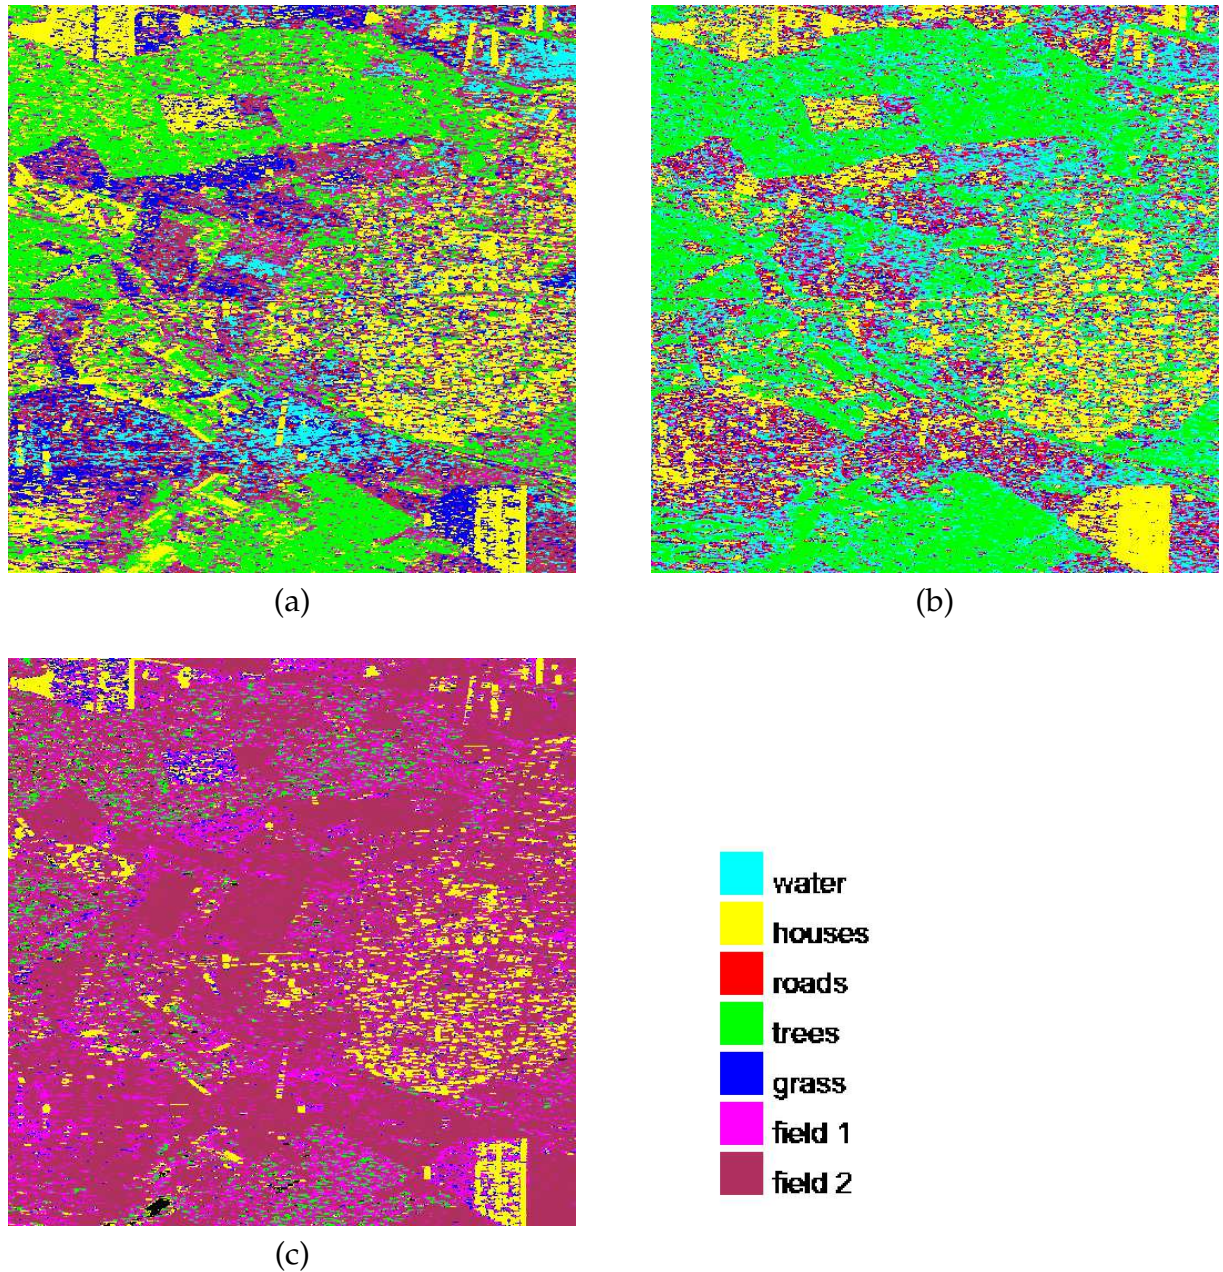 (a)
(b)
water
houses
roads
trees
grass
field 1
field 2
(c)